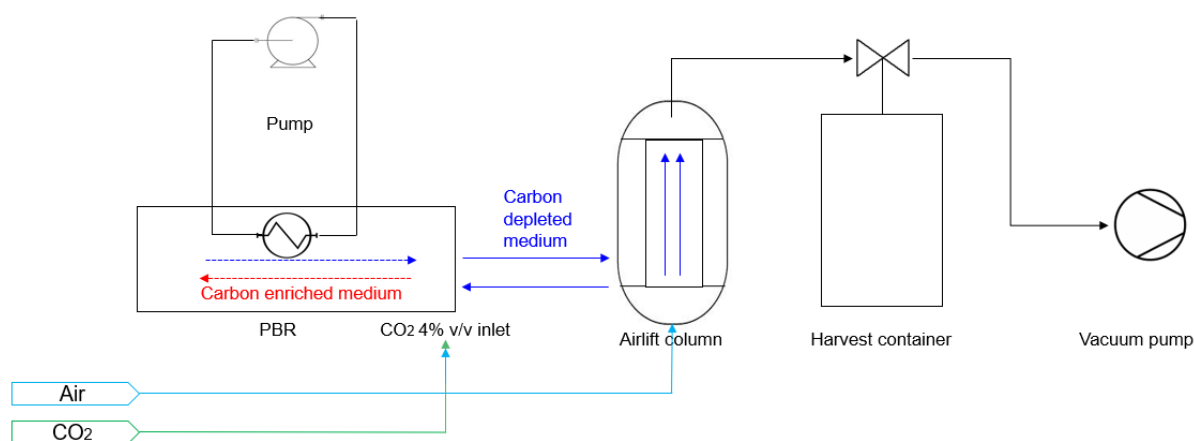 Pump
Carbon
depleted
medium
Carbon enriched medium
PBR
CO2 4% v/v inlet
Airlift column
Harvest container
Vacuum pump
Air
CO2